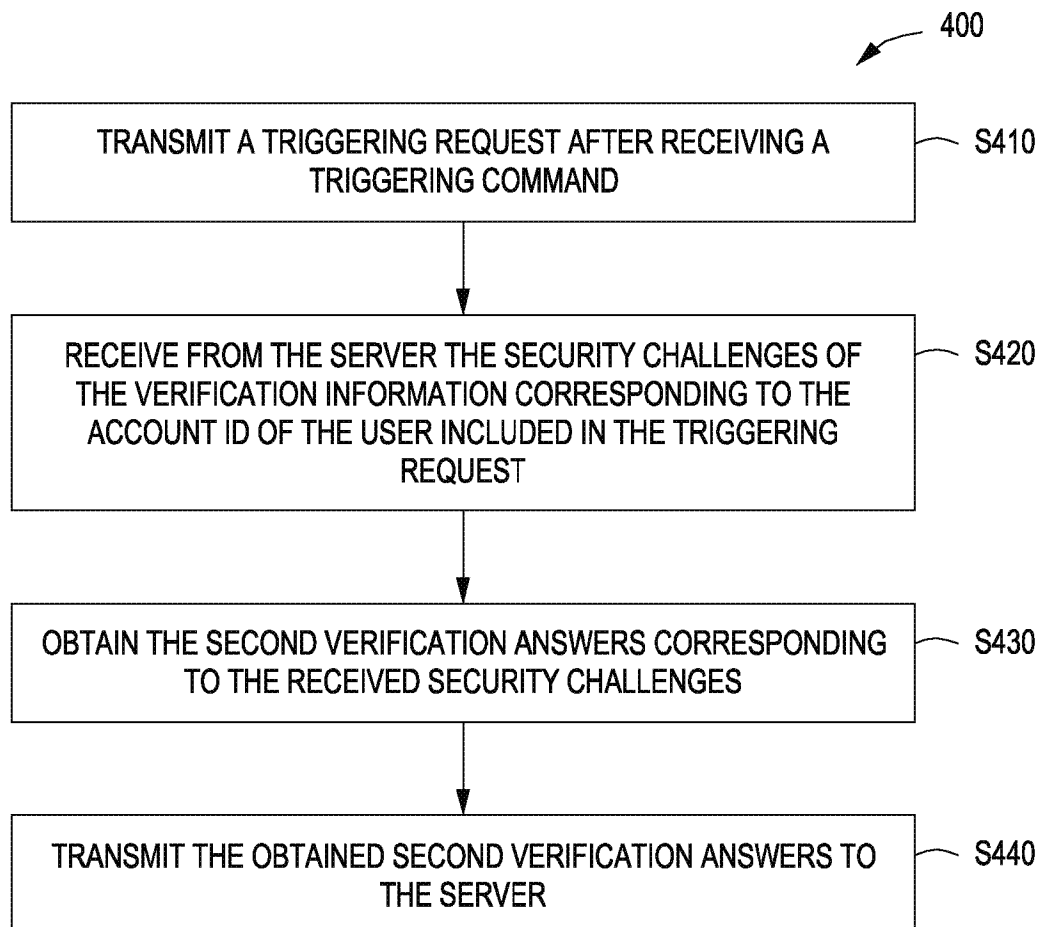 400
TRANSMIT A TRIGGERING REQUEST AFTER RECEIVING A
TRIGGERING COMMAND
S410
RECEIVE FROM THE SERVER THE SECURITY CHALLENGES OF
THE VERIFICATION INFORMATION CORRESPONDING TO THE
ACCOUNT ID OF THE USER INCLUDED IN THE TRIGGERING
REQUEST
S420
OBTAIN THE SECOND VERIFICATION ANSWERS CORRESPONDING
TO THE RECEIVED SECURITY CHALLENGES
S430
TRANSMIT THE OBTAINED SECOND VERIFICATION ANSWERS TO
THE SERVER
S440